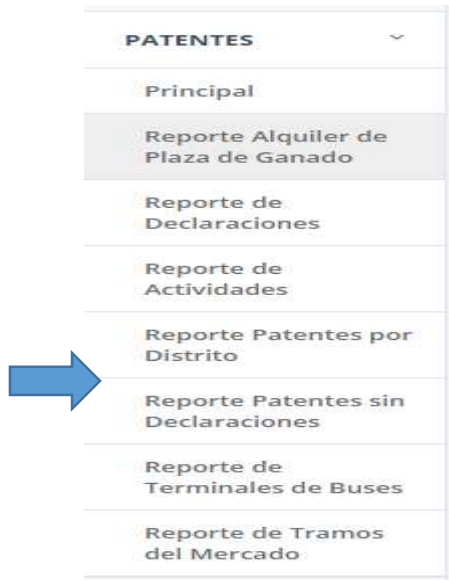 PATENTES
Principal
Reporte Alquiler de
Plaza de Ganado
Reporte de
Declaraciones
Reporte de
Actividades
Reporte Patentes por
Distrito
Reporte Patentes sin
Declaraciones
Reporte de
Terminales de Buses
Reporte de Tramos
del Mercado